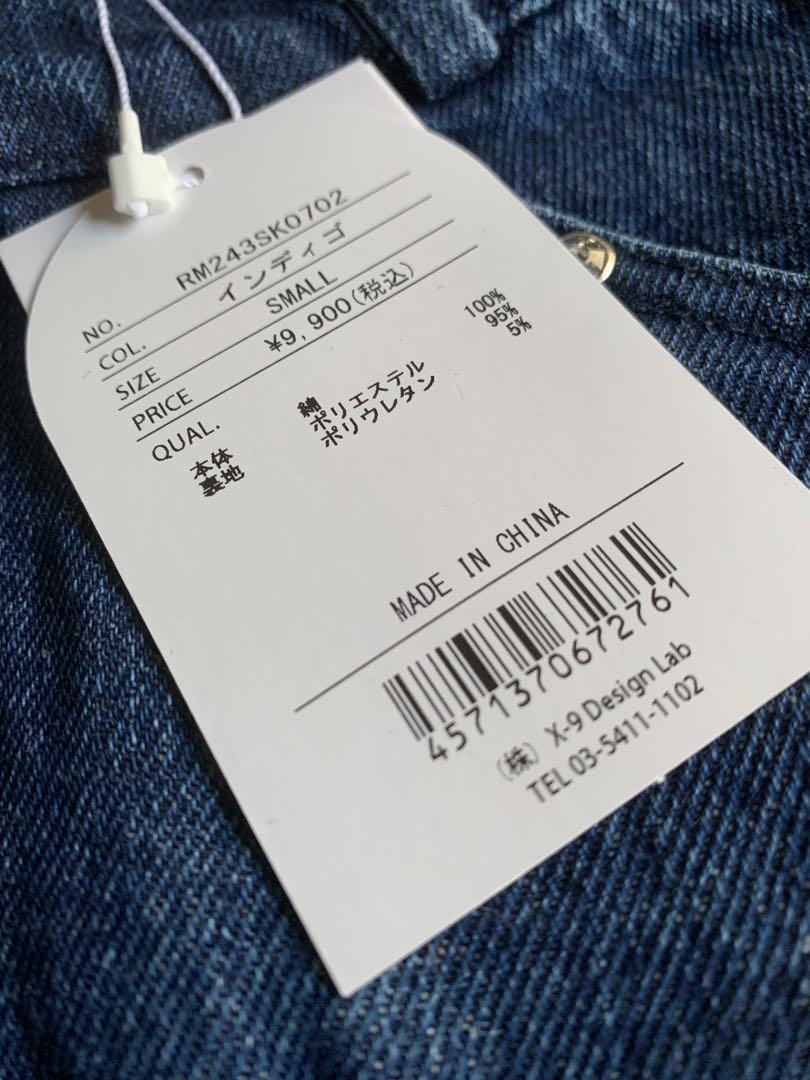 NO. RM243SK0702
COL. インディゴ
SIZE SMALL
PRICE ¥9,900(税込)
QUAL.
本体 綿 100%
裏地 ポリエステル 95%
ポリウレタン 5%
MADE IN CHINA
4571370672761
(株) X-9 Design Lab
TEL 03-5411-1102